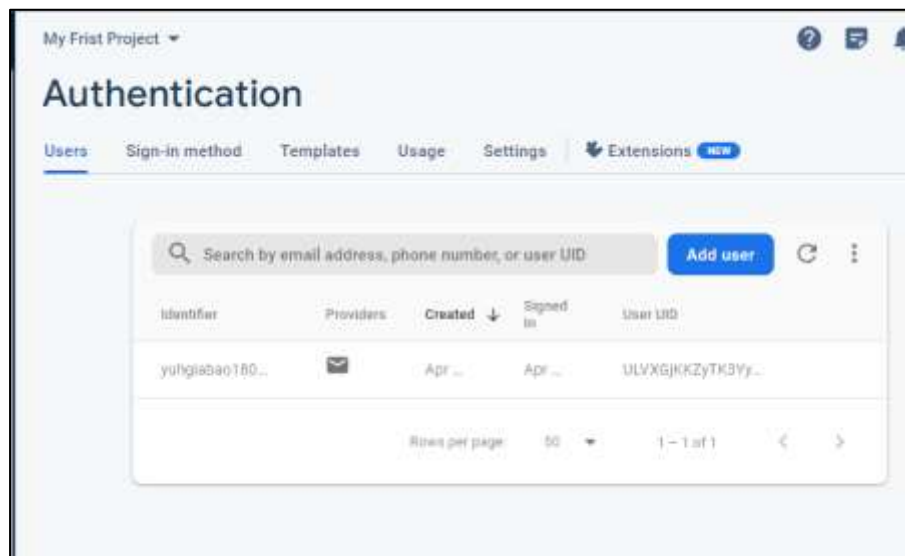 My Frist Project
Authentication
Users Sign-in method Templates Usage Settings Extensions NEW
Search by email address, phone number, or user UID Add user
Identifier Providers Created Signed In User UID
Apr ... Apr ...
Rows per page: 50 1 – 1 of 1